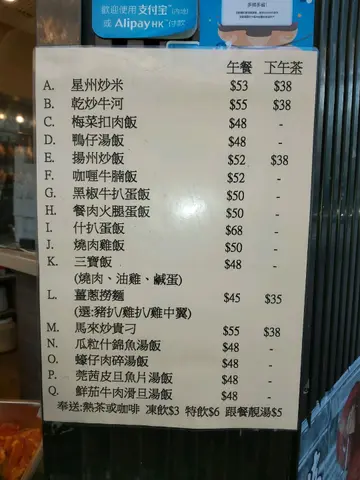 歡迎使用支付宝(内地)
或 AlipayHK
午餐 下午茶
A. 星州炒米 $53 $38
B. 乾炒牛河 $55 $38
C. 梅菜扣肉飯 $48 -
D. 鴨仔湯飯 $48 -
E. 揚州炒飯 $52 $38
F. 咖喱牛腩飯 $52 -
G. 黑椒牛扒蛋飯 $50 -
H. 餐肉火腿蛋飯 $50 -
I. 什扒蛋飯 $68 -
J. 燒肉雞飯 $50 -
K. 三寶飯 $48 -
(燒肉、油雞、鹹蛋)
L. 薑蔥撈麵 $45 $35
(選:豬扒/雞扒/雞中翼)
M. 馬來炒貴刁 $55 $38
N. 瓜粒什錦魚湯飯 $48 -
O. 蠔仔肉碎湯飯 $48 -
P. 芫茜皮旦魚片湯飯 $48 -
Q. 鮮茄牛肉滑旦湯飯 $48 -
奉送:熱茶或咖啡 凍飲$3 特飲$6 跟餐靚湯$5